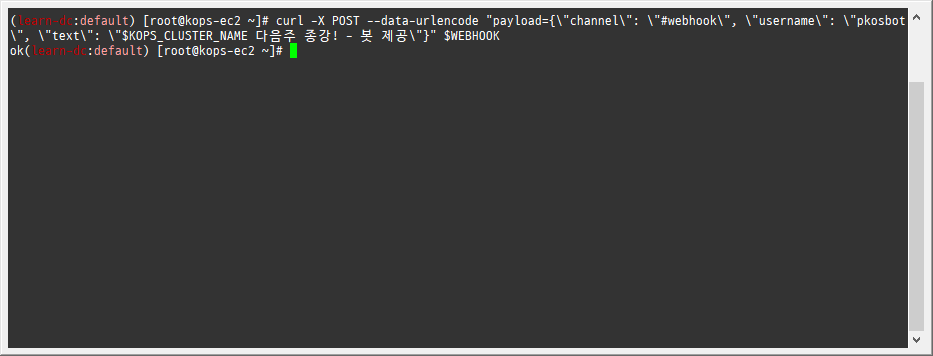 (learn-dc:default) [root@kops-ec2 ~]# curl -X POST --data-urlencode "payload={\"channel\": \"#webhook\", \"username\": \"pkosbot
\", \"text\": \"$KOPS_CLUSTER_NAME 다음주 종강! - 봇 제공\"}" $WEBHOOK
ok(learn-dc:default) [root@kops-ec2 ~]#